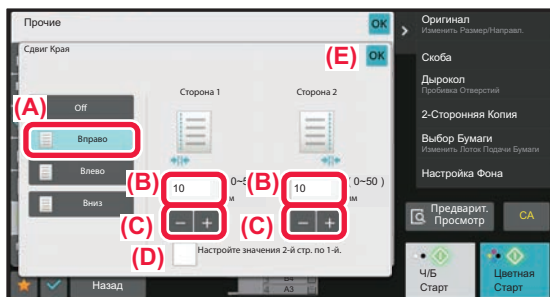 Прочие
OK
Сдвиг Края
(E)
OK
(A)
Off
Вправо
Влево
Вниз
Сторона 1
Сторона 2
(B)
10
(B)
10
( 0~50 )
(C)
− +
(C)
− +
(D)
Настройте значения 2-й стр. по 1-й.
Назад
A3
Оригинал
Изменить Размер/Направл.
Скоба
Дырокол
Пробивка Отверстий
2-Сторонняя Копия
Выбор Бумаги
Изменить Лоток Подачи Бумаги
Настройка Фона
Предварит.
Просмотр
CA
Ч/Б
Старт
Цветная
Старт